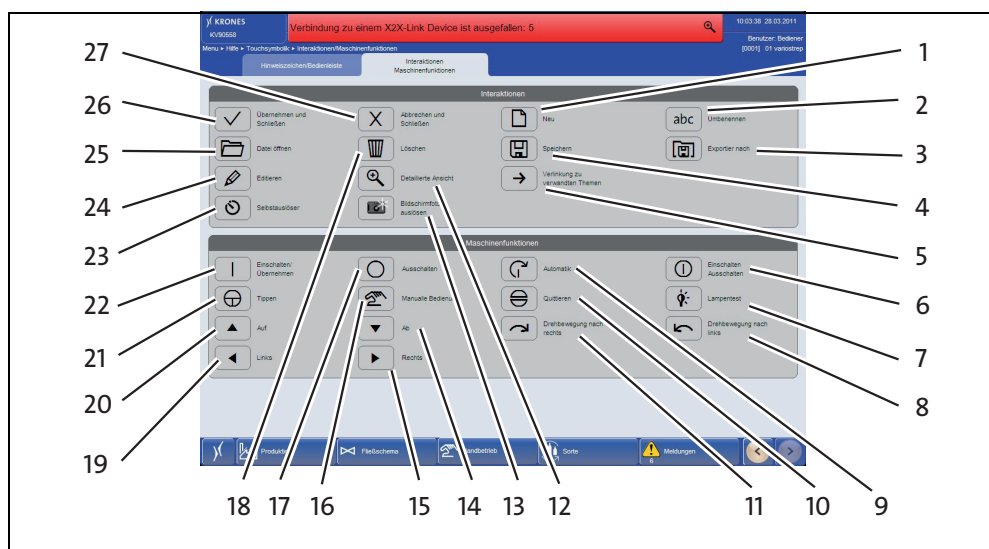 KRONES
KV90558
Verbindung zu einem X2X-Link Device ist ausgefallen: 5
10:03:38 28.03.2011
Benutzer: Bediener
[0001] 01 variostrep
Menu ▸ Hilfe ▸ Touchsymbolik ▸ Interaktionen/Maschinenfunktionen
Hinweiszeichen/Bedienleiste
Interaktionen
Maschinenfunktionen
Interaktionen
Übernehmen und
Schließen
Abbrechen und
Schließen
Neu
abc
Umbenennen
Datei öffnen
Löschen
Speichern
Exportier nach
Editieren
Detaillierte Ansicht
Verlinkung zu
verwandten Themen
Selbstauslöser
Bildschirmfoto
auslösen
Maschinenfunktionen
Einschalten/
Übernehmen
Ausschalten
Automatik
Einschalten
Ausschalten
Tippen
Manuelle Bedienu
Quittieren
Lampentest
Auf
Ab
Drehbewegung nach
rechts
Drehbewegung nach
links
Links
Rechts
Produkt
Fließschema
andbetrieb
Sorte
6
Meldungen
27
26
25
24
23
22
21
20
19
1
2
3
4
5
6
7
8
18
17
16
15
14
13
12
11
10
9